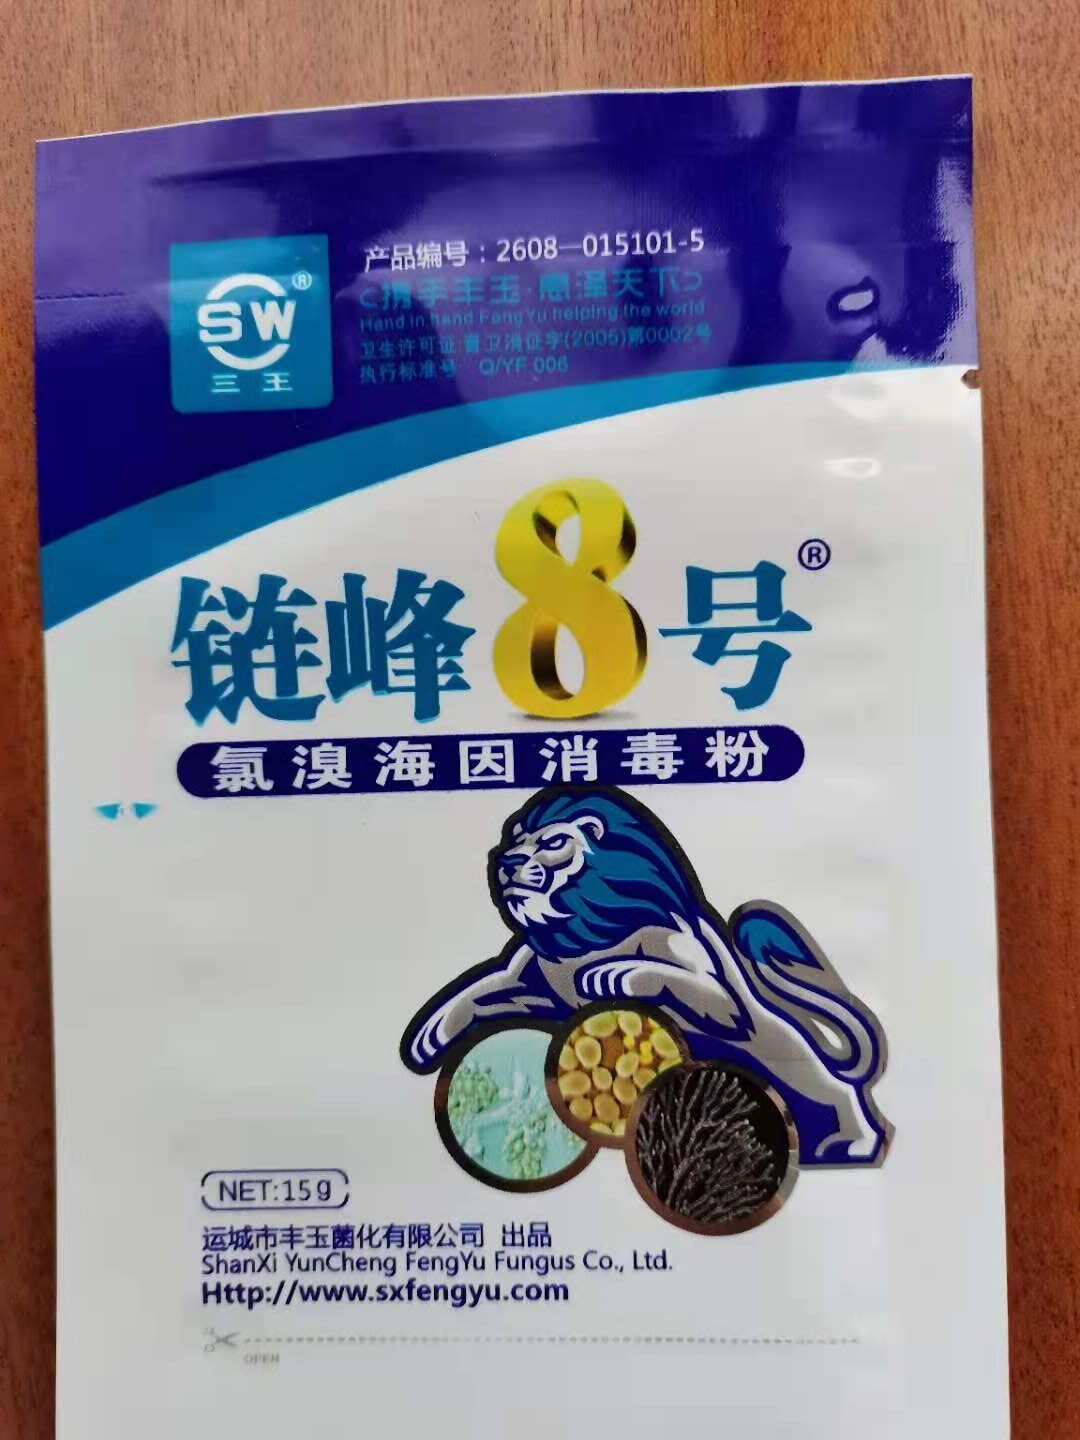 SW®
三王
产品编号：2608—015101-5
携手丰玉·惠泽天下
Hand in hand FengYu helping the world
卫生许可证:晋卫消证字(2005)第0002号
执行标准号 Q/YF 006
链峰8号®
氯溴海因消毒粉
NET:15g
运城市丰玉菌化有限公司 出品
ShanXi YunCheng FengYu Fungus Co., Ltd.
Http://www.sxfengyu.com
OPEN